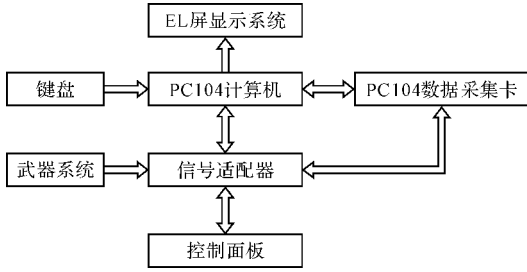 EL屏显示系统
键盘
PC104计算机
PC104数据采集卡
武器系统
信号适配器
控制面板